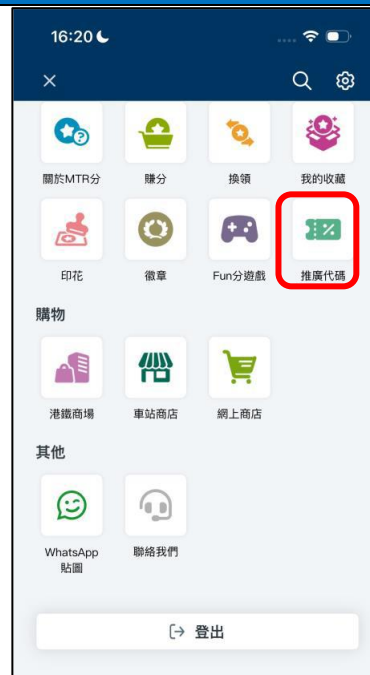 16:20
關於MTR分
賺分
換領
我的收藏
印花
徽章
Fun分遊戲
推廣代碼
購物
港鐵商場
車站商店
網上商店
其他
WhatsApp
貼圖
聯絡我們
登出